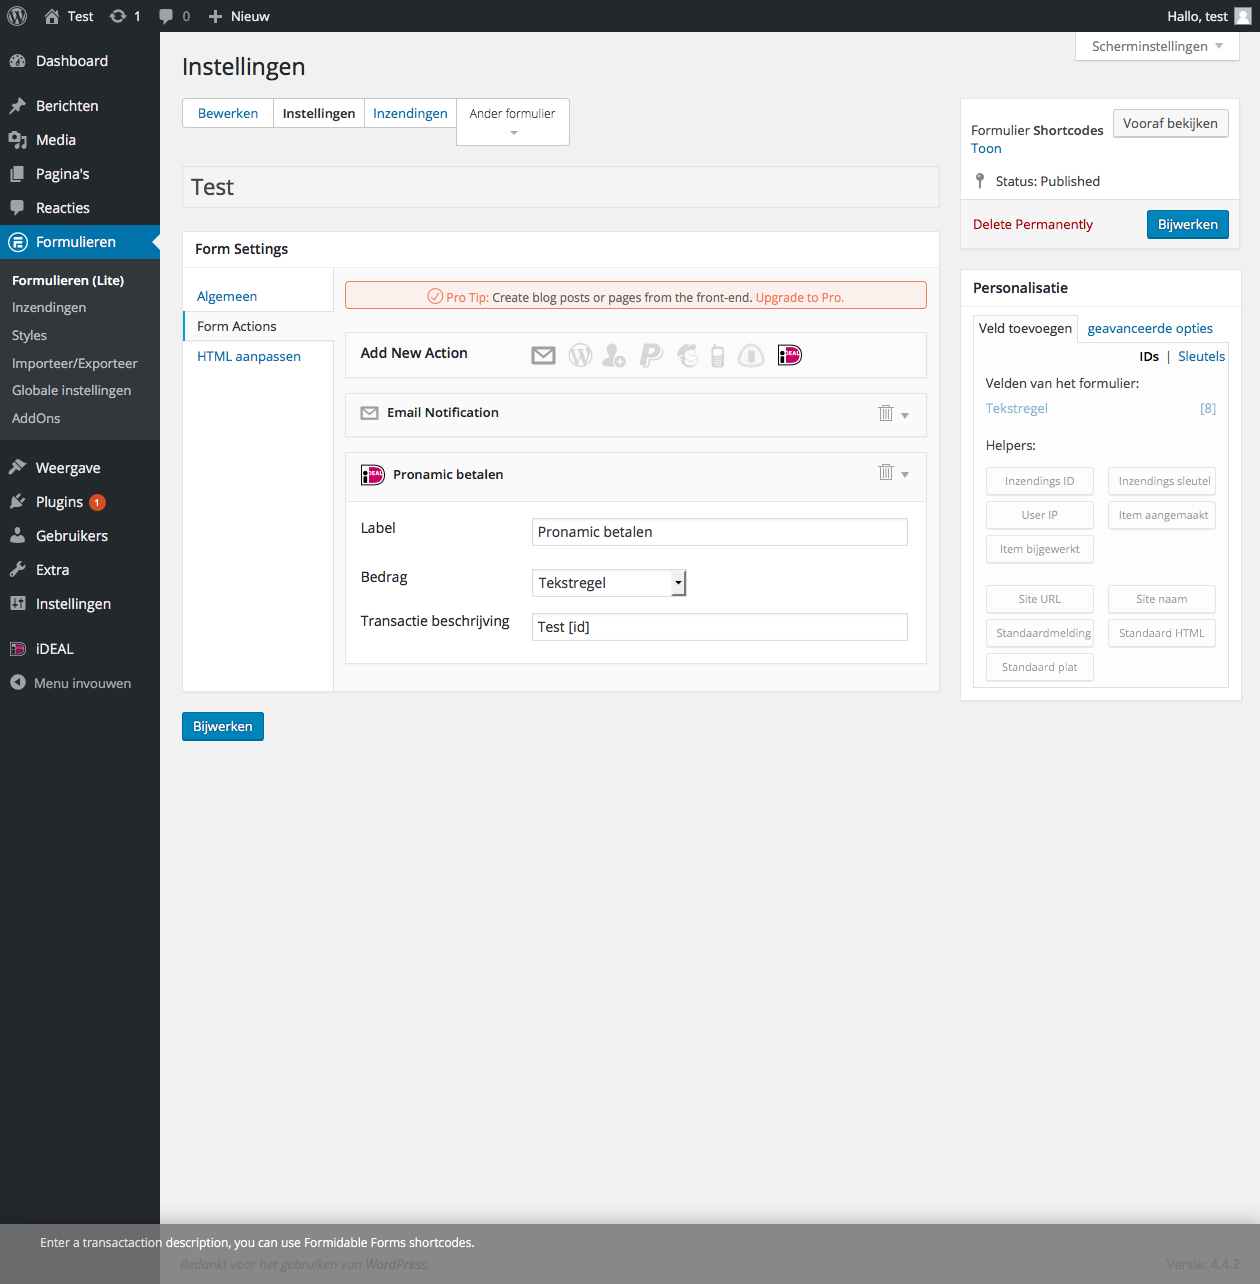 Test
1
0
Nieuw
Hallo, test
Scherminstellingen
Dashboard
Berichten
Media
Pagina's
Reacties
Formulieren
Formulieren (Lite)
Inzendingen
Styles
Importeer/Exporteer
Globale instellingen
AddOns
Weergave
Plugins 1
Gebruikers
Extra
Instellingen
iDEAL
Menu invouwen
Instellingen
Bewerken
Instellingen
Inzendingen
Ander formulier
Test
Form Settings
Algemeen
Form Actions
HTML aanpassen
Pro Tip: Create blog posts or pages from the front-end. Upgrade to Pro.
Add New Action
iDEAL
Email Notification
iDEAL
Pronamic betalen
Label
Pronamic betalen
Bedrag
Tekstregel
Transactie beschrijving
Test [id]
Bijwerken
Formulier Shortcodes
Toon
Vooraf bekijken
Status: Published
Delete Permanently
Bijwerken
Personalisatie
Veld toevoegen
geavanceerde opties
IDs | Sleutels
Velden van het formulier:
Tekstregel [8]
Helpers:
Inzendings ID
Inzendings sleutel
User IP
Item aangemaakt
Item bijgewerkt
Site URL
Site naam
Standaardmelding
Standaard HTML
Standaard plat
Enter a transactaction description, you can use Formidable Forms shortcodes.
Bedankt voor het gebruiken van WordPress.
Versie 4.4.2